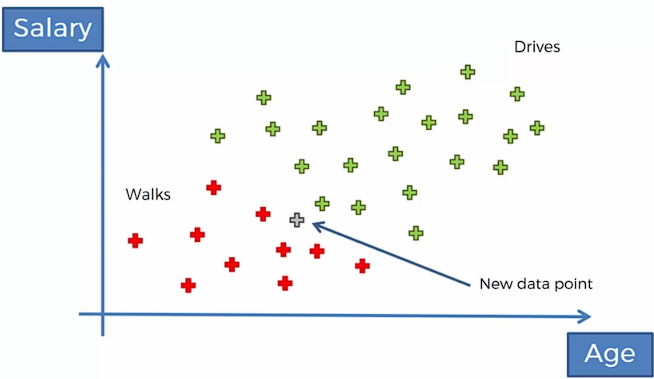 Salary
Drives
Walks
New data point
Age